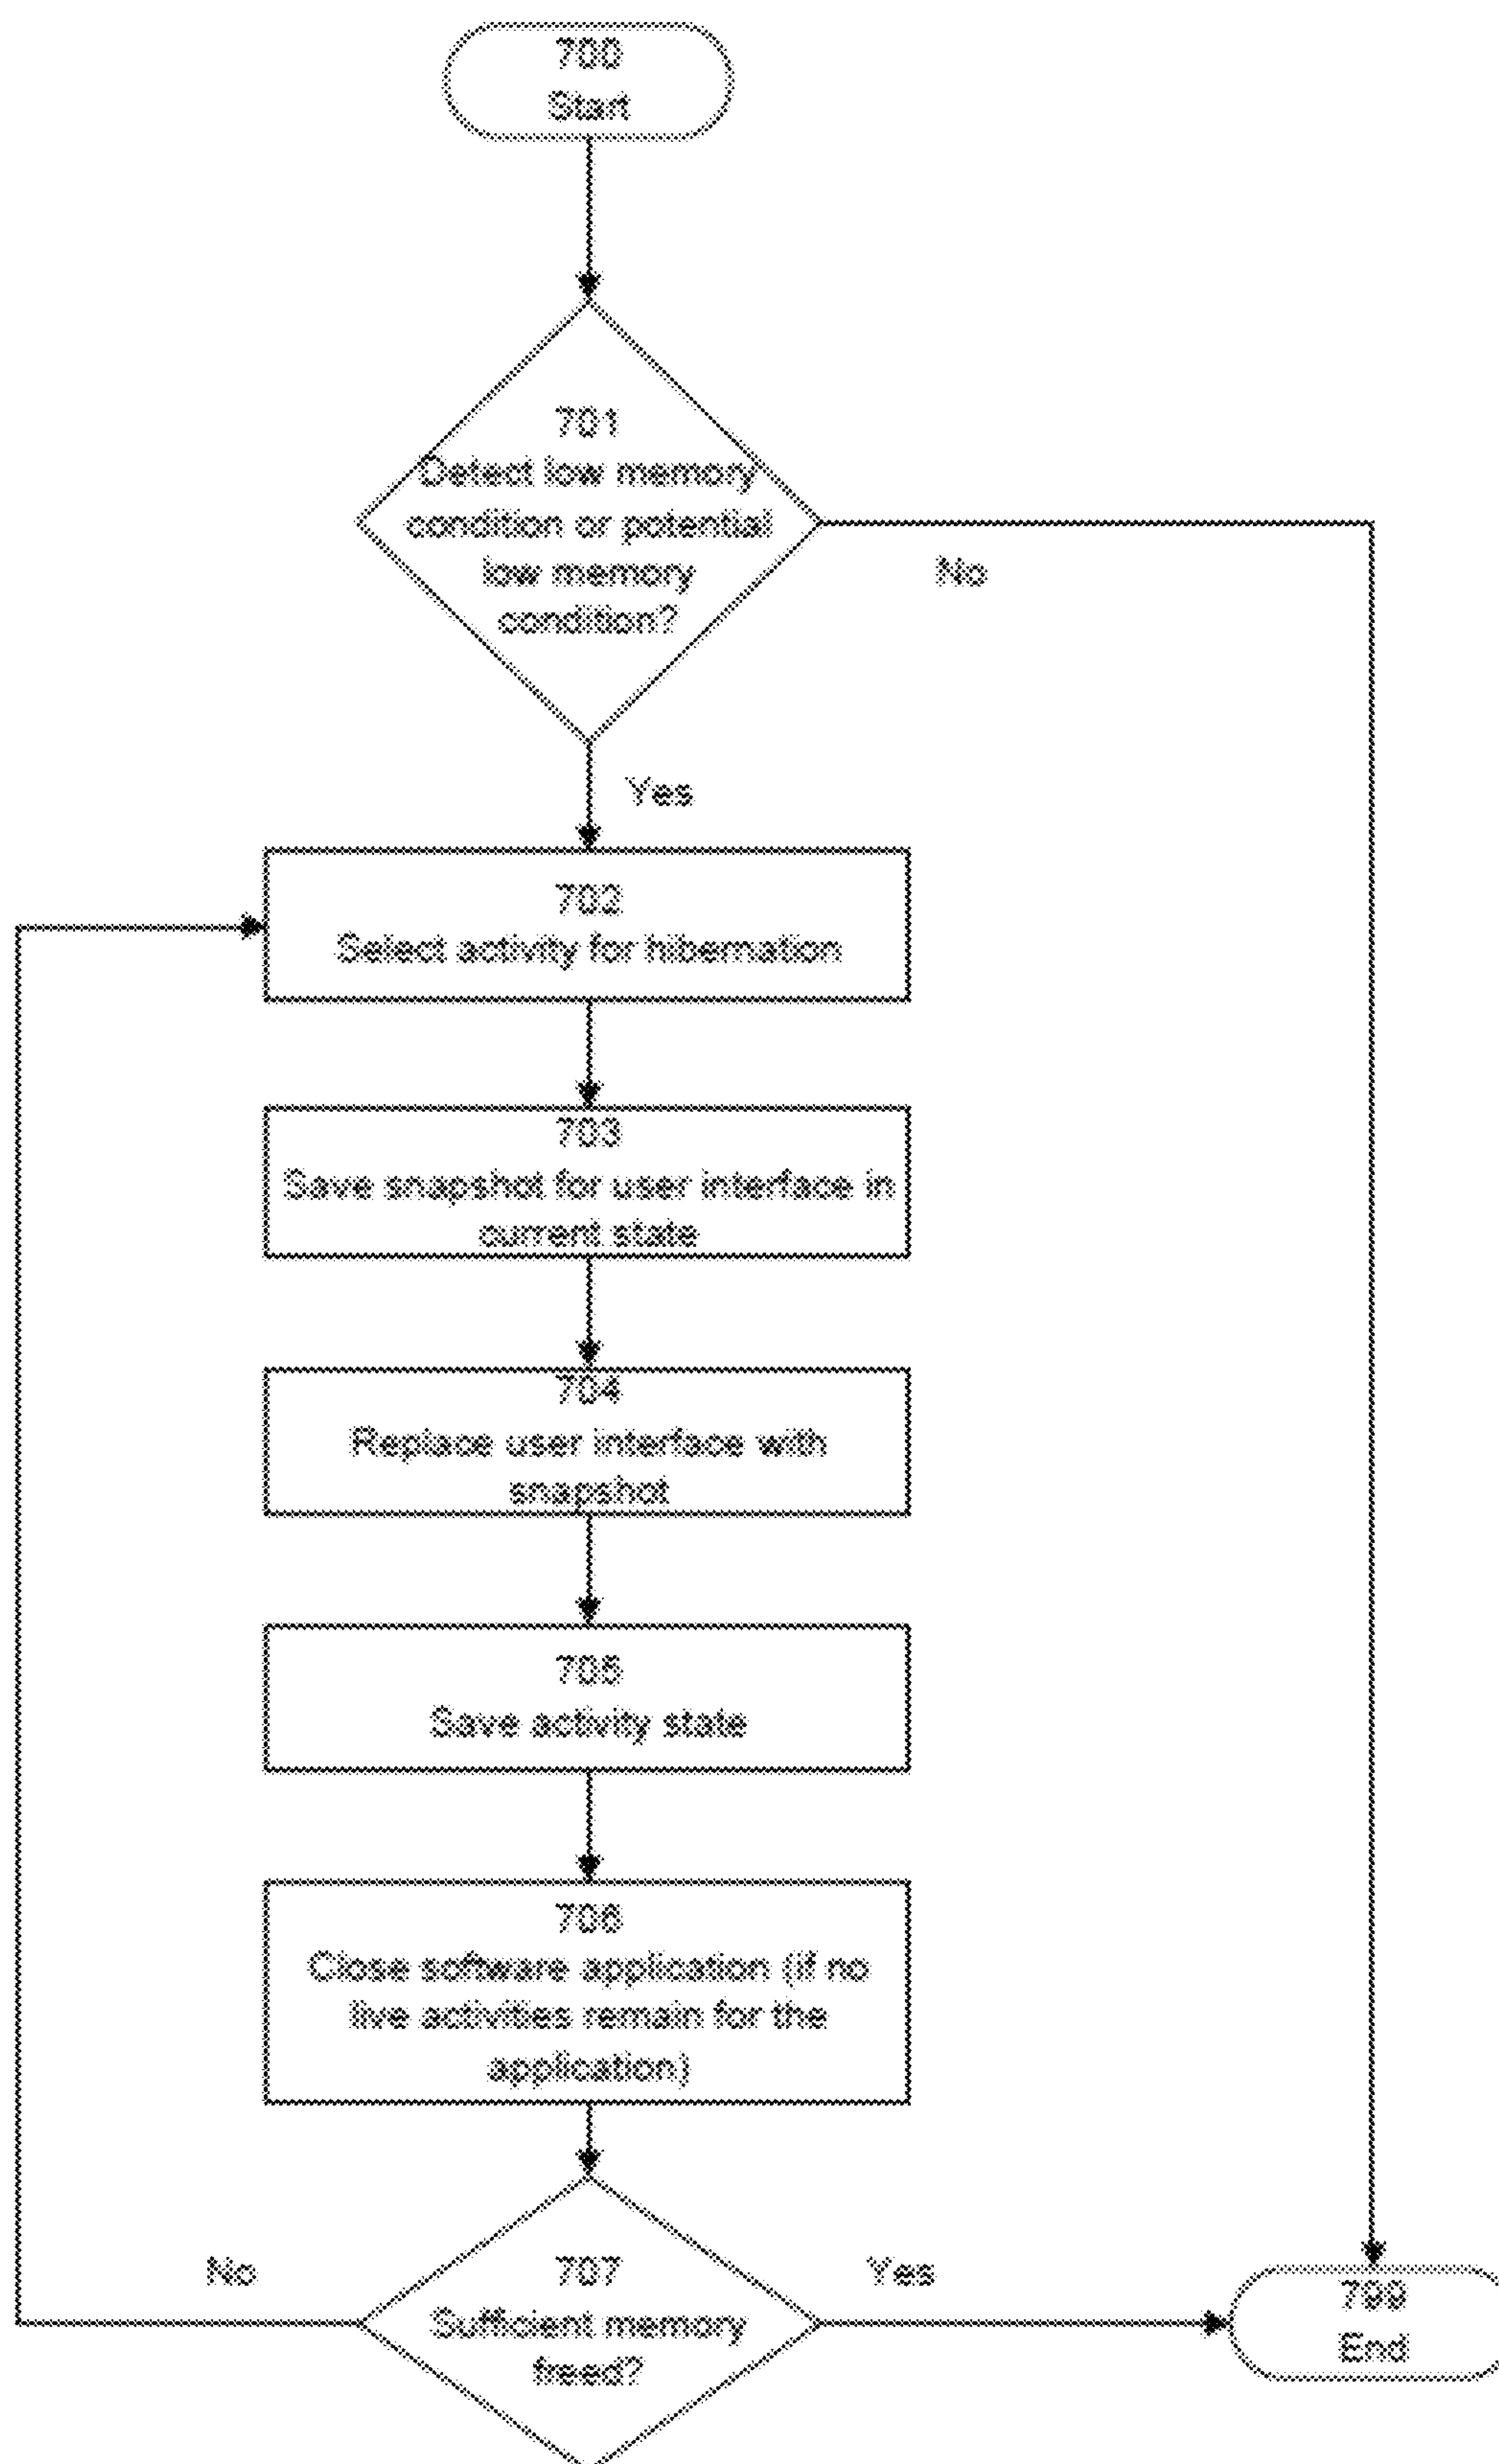 700
Start
701
Detect low memory
condition or potential
low memory
condition?
No
Yes
702
Select activity for hibernation
703
Save snapshot for user interface in
current state
704
Replace user interface with
snapshot
705
Save activity state
706
Close software application (if no
live activities remain for the
application)
No
707
Sufficient memory
freed?
Yes
799
End